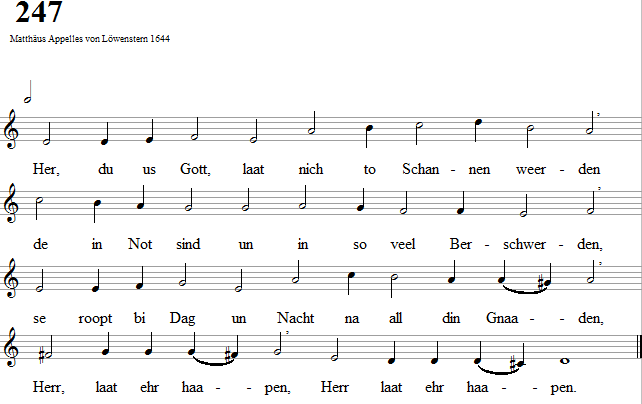 247
Matthäus Appelles von Löwenstern 1644
Her, du us Gott, laat nich to Schan - nen weer - den
de in Not sind un in so veel Ber - schwer - den,
se roopt bi Dag un Nacht na all din Gnaa - - den,
Herr, laat ehr haa - - pen, Herr laat ehr haa - - pen.